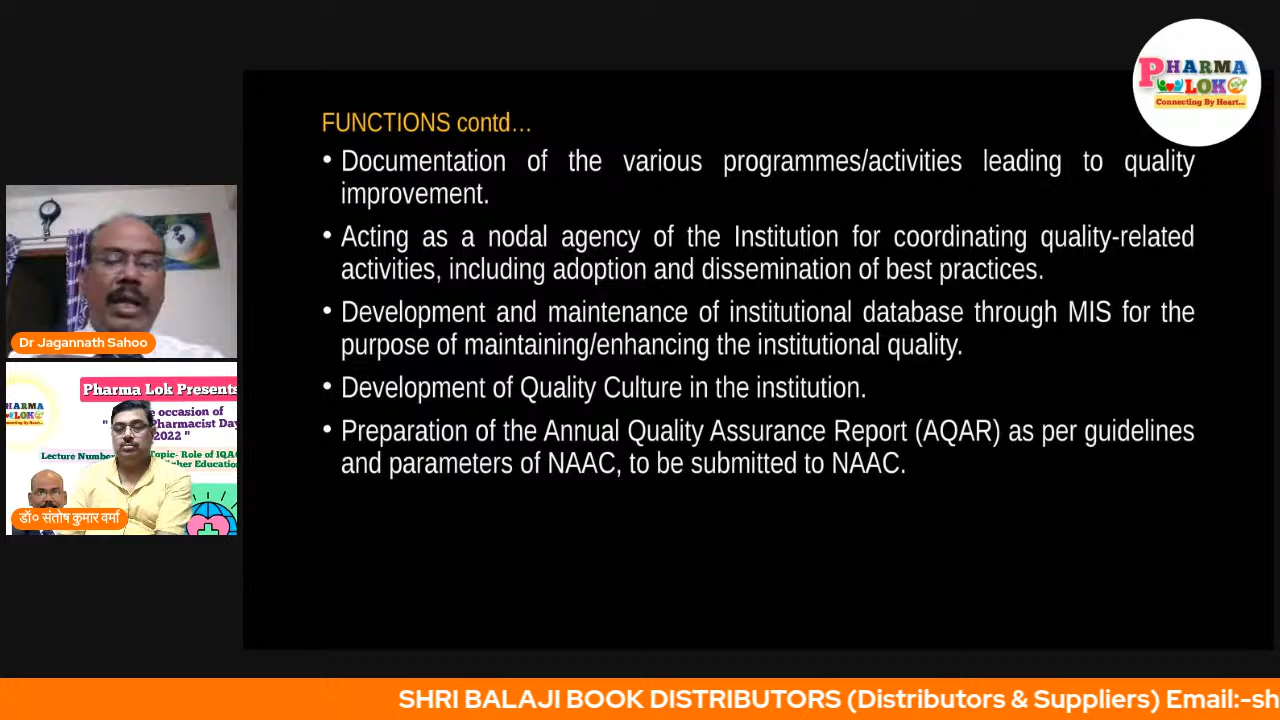 PHARMA
LOK
Connecting By Heart...
FUNCTIONS contd…
• Documentation of the various programmes/activities leading to quality
improvement.
• Acting as a nodal agency of the Institution for coordinating quality-related
activities, including adoption and dissemination of best practices.
• Development and maintenance of institutional database through MIS for the
purpose of maintaining/enhancing the institutional quality.
• Development of Quality Culture in the institution.
• Preparation of the Annual Quality Assurance Report (AQAR) as per guidelines
and parameters of NAAC, to be submitted to NAAC.
Dr Jagannath Sahoo
Pharma Lok Presents
occasion of
Pharmacist Day
2022 "
Lecture Number
Topic- Role of IQAC
डॉ० संतोष कुमार वर्मा
SHRI BALAJI BOOK DISTRIBUTORS (Distributors & Suppliers) Email:-sh